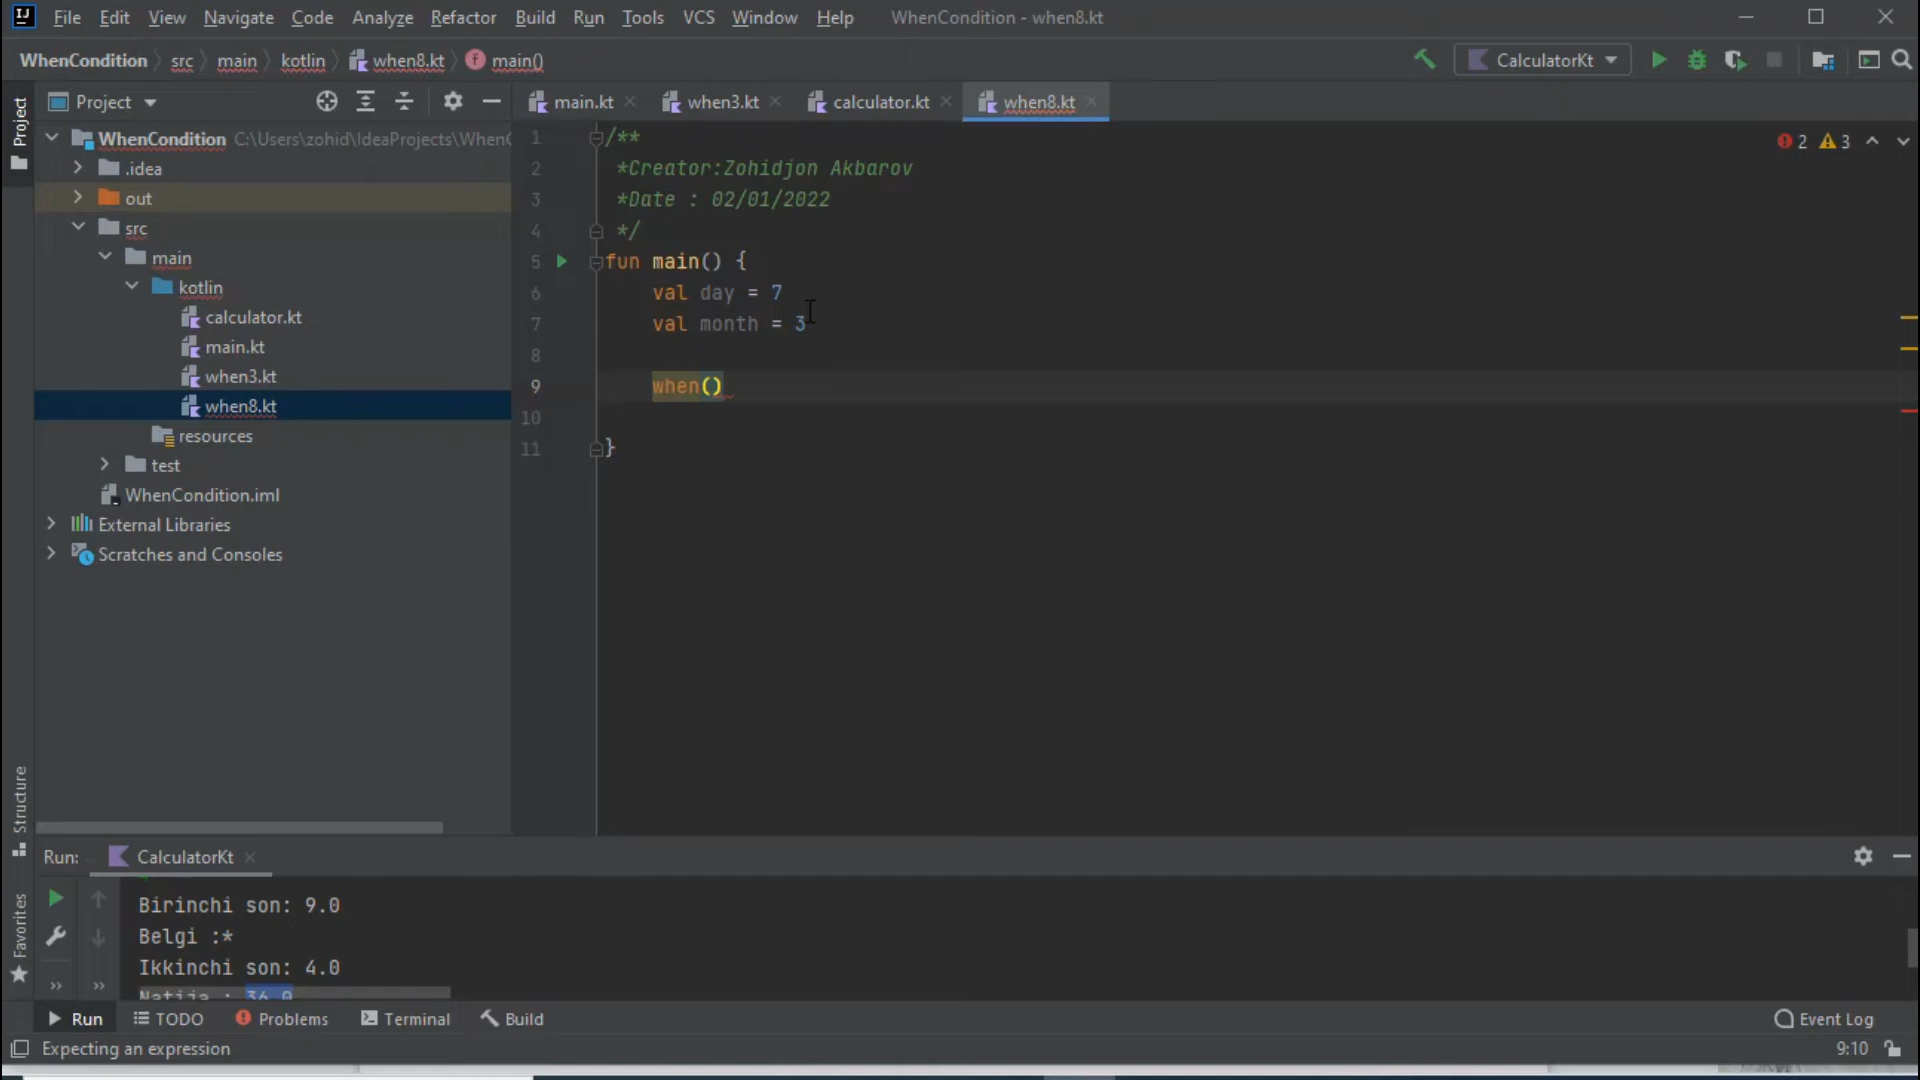 IJ File Edit View Navigate Code Analyze Refactor Build Run Tools VCS Window Help WhenCondition - when8.kt
WhenCondition src main kotlin when8.kt f main() CalculatorKt
Project main.kt when3.kt calculator.kt when8.kt
Project
Structure
Favorites
WhenCondition C:\Users\zohid\IdeaProjects\WhenC
.idea
out
src
main
kotlin
calculator.kt
main.kt
when3.kt
when8.kt
resources
test
WhenCondition.iml
External Libraries
Scratches and Consoles
2 3
1 /**
2 *Creator:Zohidjon Akbarov
3 *Date : 02/01/2022
4 */
5 fun main() {
6 val day = 7
7 val month = 3
8
9 when()
10
11 }
Run: CalculatorKt
Birinchi son: 9.0
Belgi :*
Ikkinchi son: 4.0
Natija : 36.0
Run TODO Problems Terminal Build Event Log
Expecting an expression 9:10